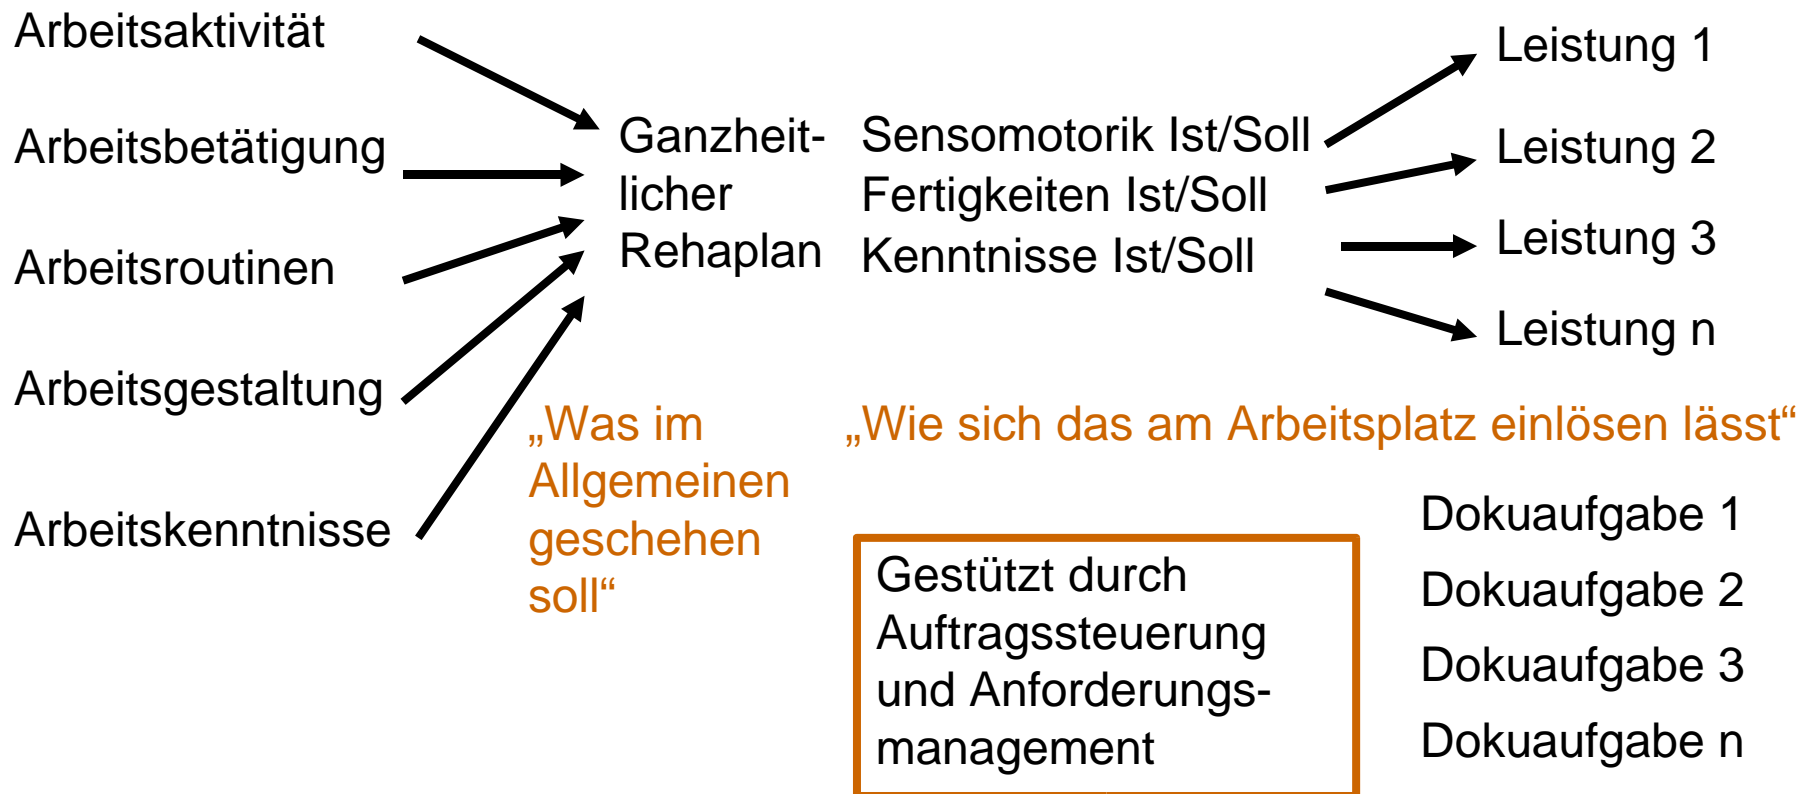 Arbeitsaktivität
Arbeitsbetätigung
Arbeitsroutinen
Arbeitsgestaltung
Arbeitskenntnisse
Ganzheit-
licher
Rehaplan
„Was im
Allgemeinen
geschehen
soll“
Sensomotorik Ist/Soll
Fertigkeiten Ist/Soll
Kenntnisse Ist/Soll
Leistung 1
Leistung 2
Leistung 3
Leistung n
„Wie sich das am Arbeitsplatz einlösen lässt“
Gestützt durch
Auftragssteuerung
und Anforderungs-
management
Dokuaufgabe 1
Dokuaufgabe 2
Dokuaufgabe 3
Dokuaufgabe n